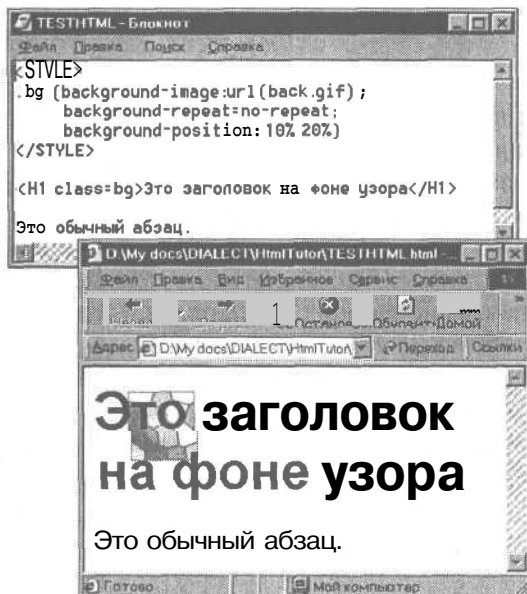 TESTHTML - Блокнот
Файл Правка Поиск Справка
<STYLE>
.bg {background-image:url(back.gif);
background-repeat=no-repeat;
background-position: 10% 20%}
</STYLE>
<H1 class=bg>Это заголовок на фоне узора</H1>
Это обычный абзац.
D:\My docs\DIALECT\HtmlTutor\TESTHTML.html
Файл Правка Вид Избранное Сервис Справка
Домой
Адрес D:\My docs\DIALECT\HtmlTutor\ Переход Ссылки
Это заголовок
на фоне узора
Это обычный абзац.
Готово Мой компьютер